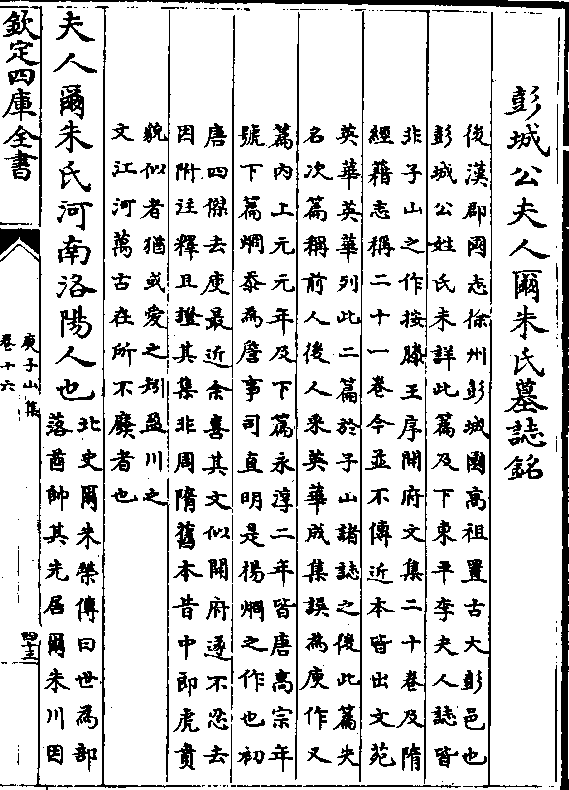 彭城公夫人爾朱氏墓誌銘
後漢郡國志徐州彭城國高祖置古大彭邑也
彭城公姓氏未詳此篇及下東平李夫人誌皆
非子山之作按滕王序開府文集二十卷及隋
經籍志稱二十一卷今並不傳近本皆出文苑
英華英華列此二篇於子山諸誌之後此篇失
名次篇稱前人後人采英華成集誤為庾作又
篇内上元元年及下篇永淳二年皆唐高宗年
號下篇烱忝為詹事司直明是楊烱之作也初
唐四傑去庾最近余喜其文似開府遂不忍去
因附注釋且證其集非周隋舊本昔中郎虎賁
貌似者猶或愛之矧盈川之
文江河萬古在所不廢者也
夫人爾朱氏河南洛陽人也
北史爾朱榮傳曰世為部
落酋帥其先居爾朱川因
欽定四庫全書
庾子山集
卷十六
四十三